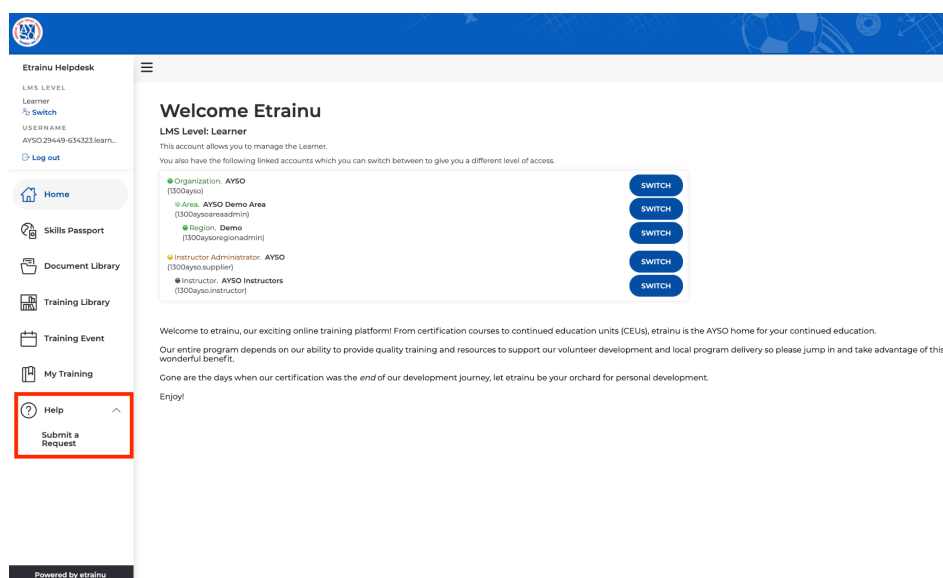 AYSO
Etrainu Helpdesk
LMS LEVEL
Learner
Switch
USERNAME
AYSO.29449-634323.learn...
Log out
Home
Skills Passport
Document Library
Training Library
Training Event
My Training
Help
Submit a
Request
Powered by etrainu
Welcome Etrainu
LMS Level: Learner
This account allows you to manage the Learner.
You also have the following linked accounts which you can switch between to give you a different level of access.
Organization. AYSO
(1300ayso)
SWITCH
Area. AYSO Demo Area
(1300aysoareaadmin)
SWITCH
Region. Demo
(1300aysoregionadmin)
SWITCH
Instructor Administrator. AYSO
(1300ayso.supplier)
SWITCH
Instructor. AYSO Instructors
(1300ayso.instructor)
SWITCH
Welcome to etrainu, our exciting online training platform! From certification courses to continued education units (CEUs), etrainu is the AYSO home for your continued education.
Our entire program depends on our ability to provide quality training and resources to support our volunteer development and local program delivery so please jump in and take advantage of this
wonderful benefit.
Gone are the days when our certification was the end of our development journey, let etrainu be your orchard for personal development.
Enjoy!